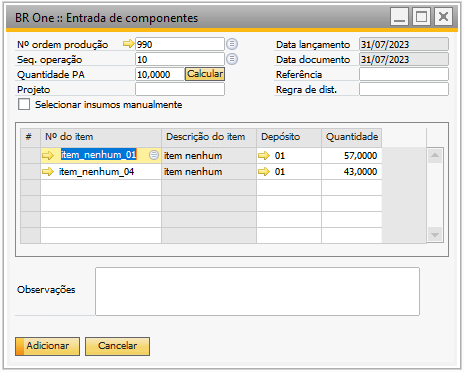 BR One :: Entrada de componentes
Nº ordem produção 990 Data lançamento 31/07/2023
Seq. operação 10 Data documento 31/07/2023
Quantidade PA 10,0000 Calcular Referência
Projeto Regra de dist.
Selecionar insumos manualmente
# Nº do item Descrição do item Depósito Quantidade
item_nenhum_01 item nenhum 01 57,0000
item_nenhum_04 item nenhum 01 43,0000
Observações
Adicionar Cancelar